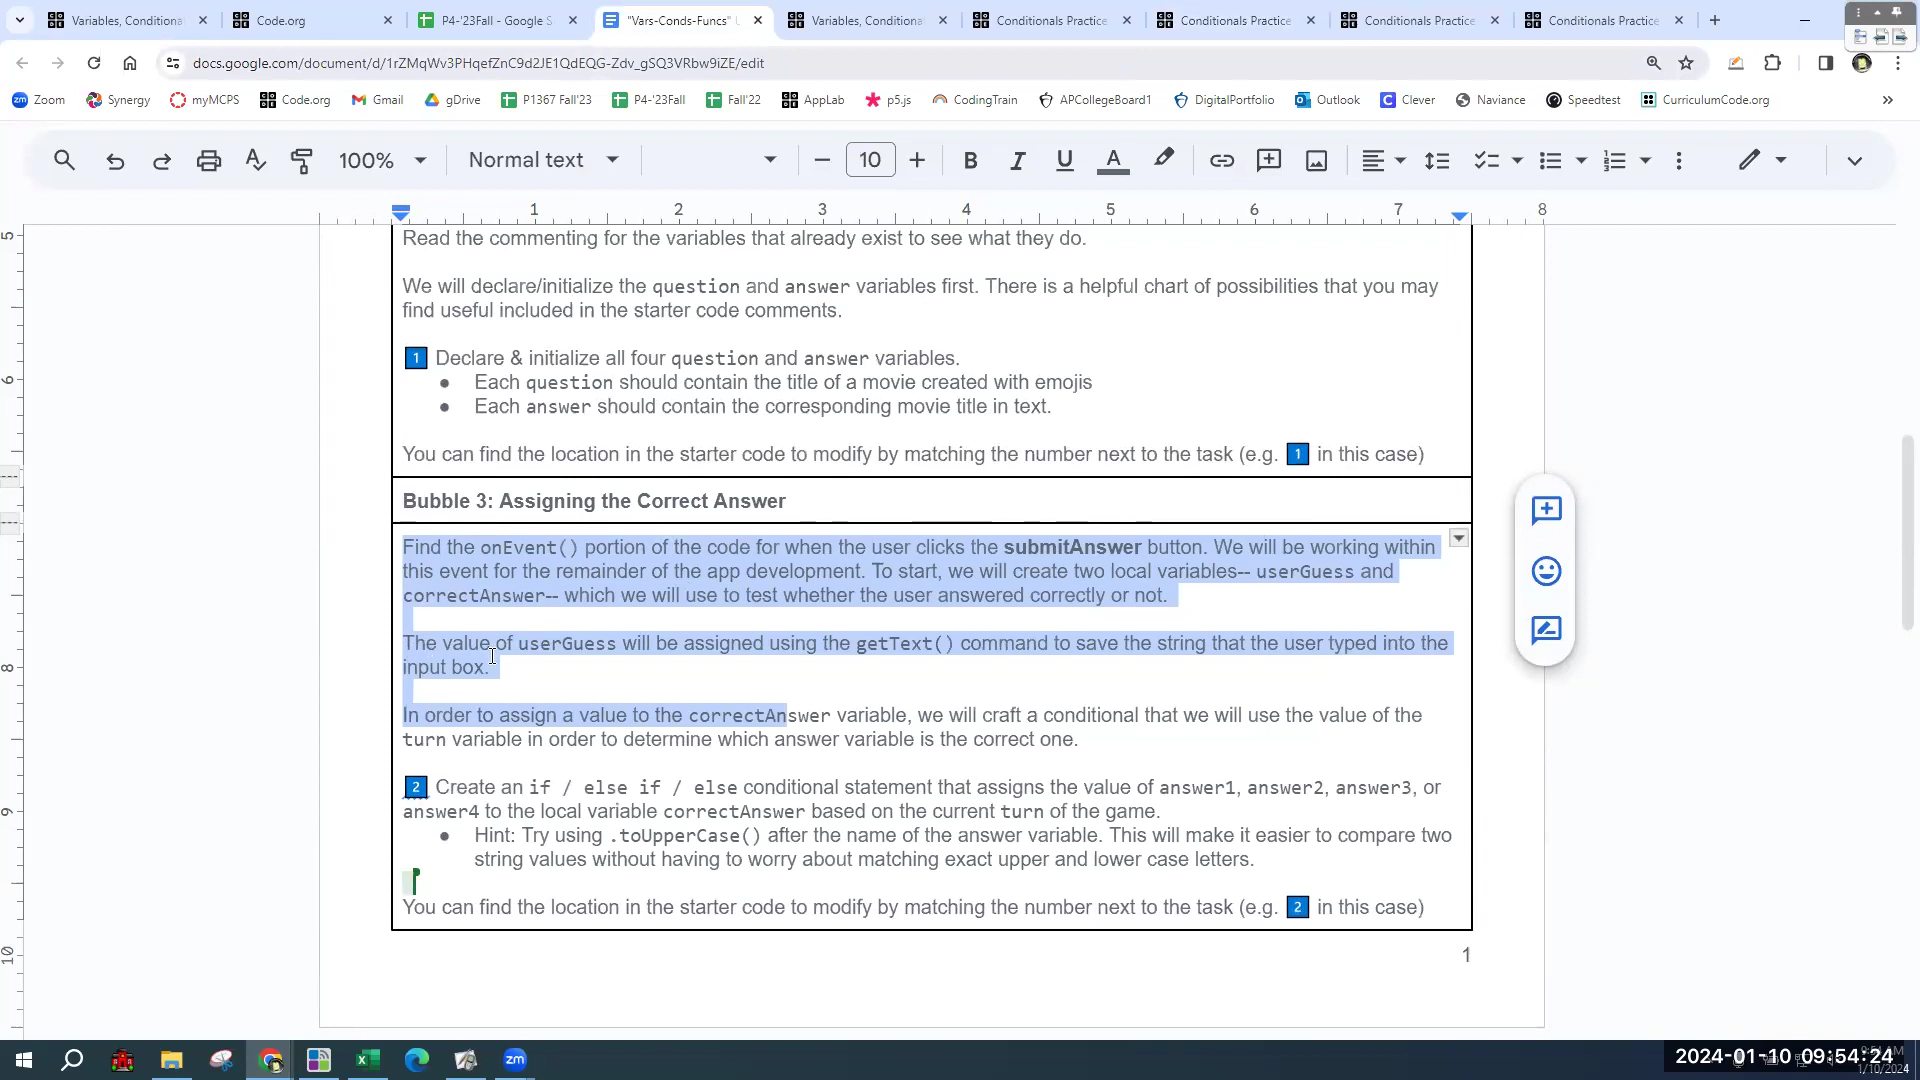 Variables, Conditiona
Code.org
P4-'23Fall - Google S
"Vars-Conds-Funcs"
Variables, Conditiona
Conditionals Practice
Conditionals Practice
Conditionals Practice
Conditionals Practice
docs.google.com/document/d/1rZMqWv3PHqefZnC9d2JE1QdEQG-Zdv_gSQ3VRbw9iZE/edit
Zoom
Synergy
myMCPS
Code.org
Gmail
gDrive
P1367 Fall'23
P4-'23Fall
Fall'22
AppLab
p5.js
CodingTrain
APCollegeBoard1
DigitalPortfolio
Outlook
Clever
Naviance
Speedtest
CurriculumCode.org
100%
Normal text
10
1 2 3 4 5 6 7 8
Read the commenting for the variables that already exist to see what they do.
We will declare/initialize the question and answer variables first. There is a helpful chart of possibilities that you may
find useful included in the starter code comments.
1 Declare & initialize all four question and answer variables.
● Each question should contain the title of a movie created with emojis
● Each answer should contain the corresponding movie title in text.
You can find the location in the starter code to modify by matching the number next to the task (e.g. 1 in this case)
Bubble 3: Assigning the Correct Answer
Find the onEvent() portion of the code for when the user clicks the submitAnswer button. We will be working within
this event for the remainder of the app development. To start, we will create two local variables-- userGuess and
correctAnswer-- which we will use to test whether the user answered correctly or not.
The value of userGuess will be assigned using the getText() command to save the string that the user typed into the
input box.
In order to assign a value to the correctAnswer variable, we will craft a conditional that we will use the value of the
turn variable in order to determine which answer variable is the correct one.
2 Create an if / else if / else conditional statement that assigns the value of answer1, answer2, answer3, or
answer4 to the local variable correctAnswer based on the current turn of the game.
● Hint: Try using .toUpperCase() after the name of the answer variable. This will make it easier to compare two
string values without having to worry about matching exact upper and lower case letters.
You can find the location in the starter code to modify by matching the number next to the task (e.g. 2 in this case)
1
5
6
8
9
10
2024-01-10 09:54:24
1/10/2024